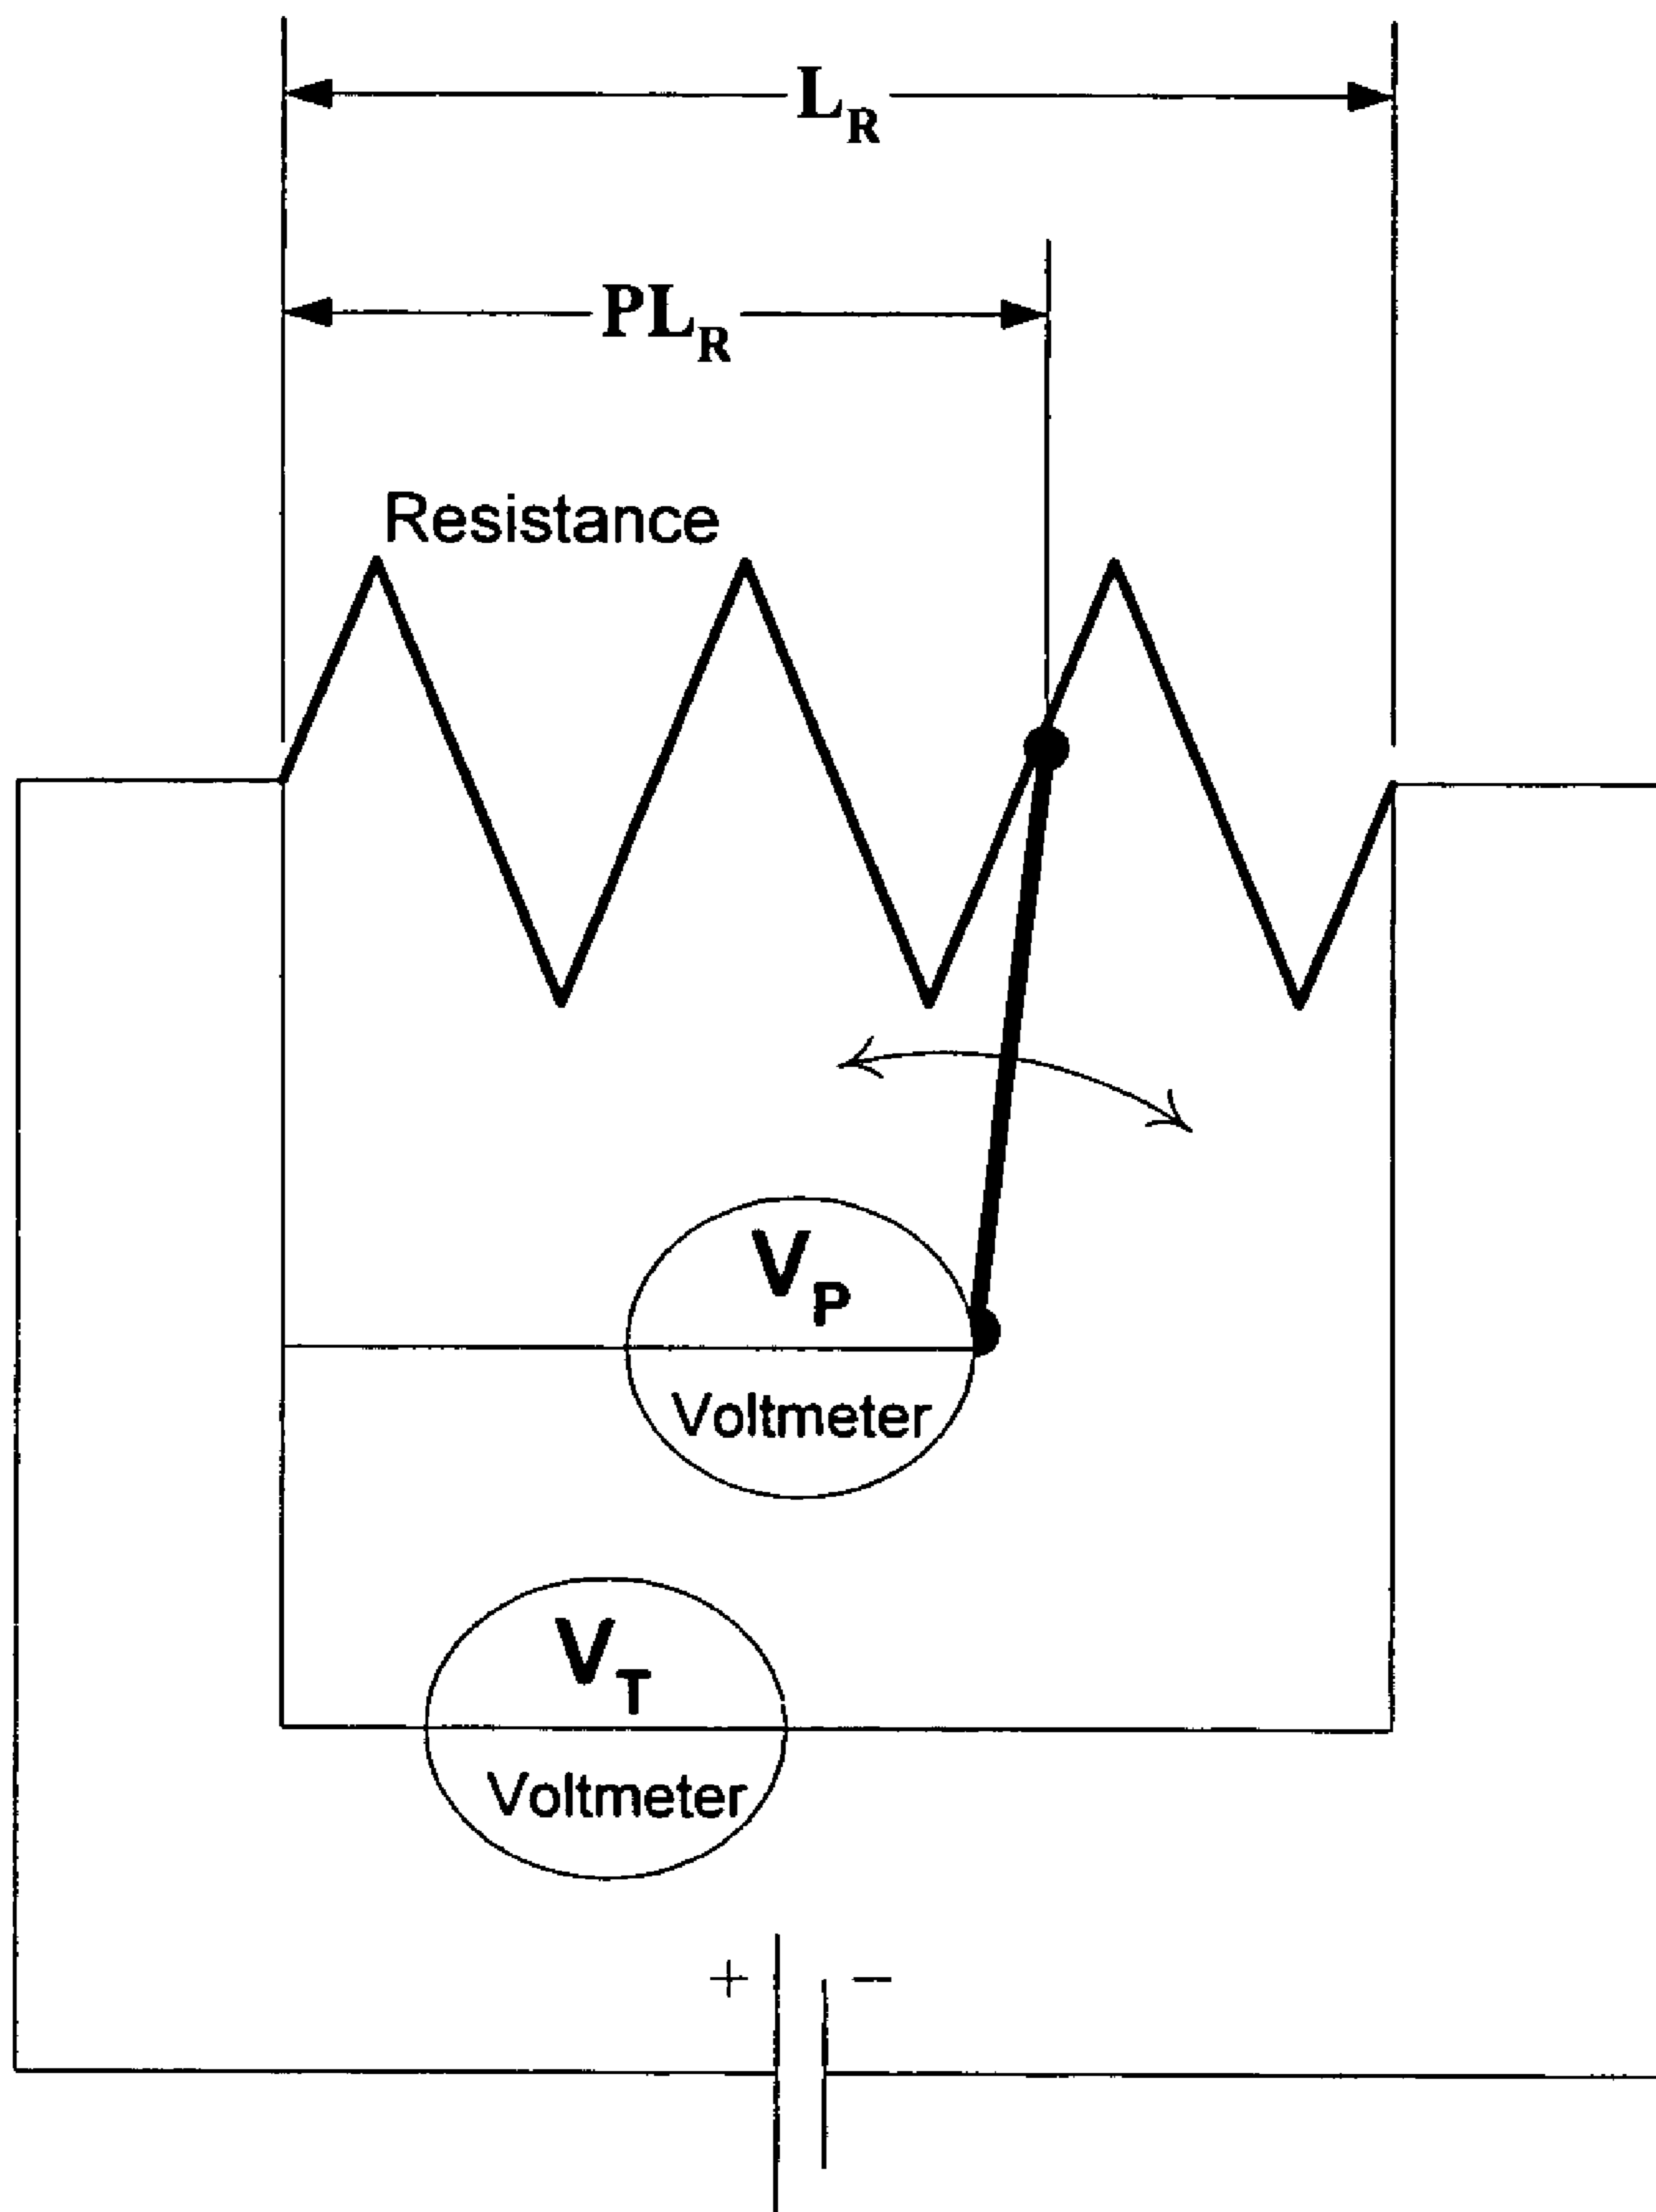 L_R
PL_R
Resistance
V_P
Voltmeter
V_T
Voltmeter
+ −